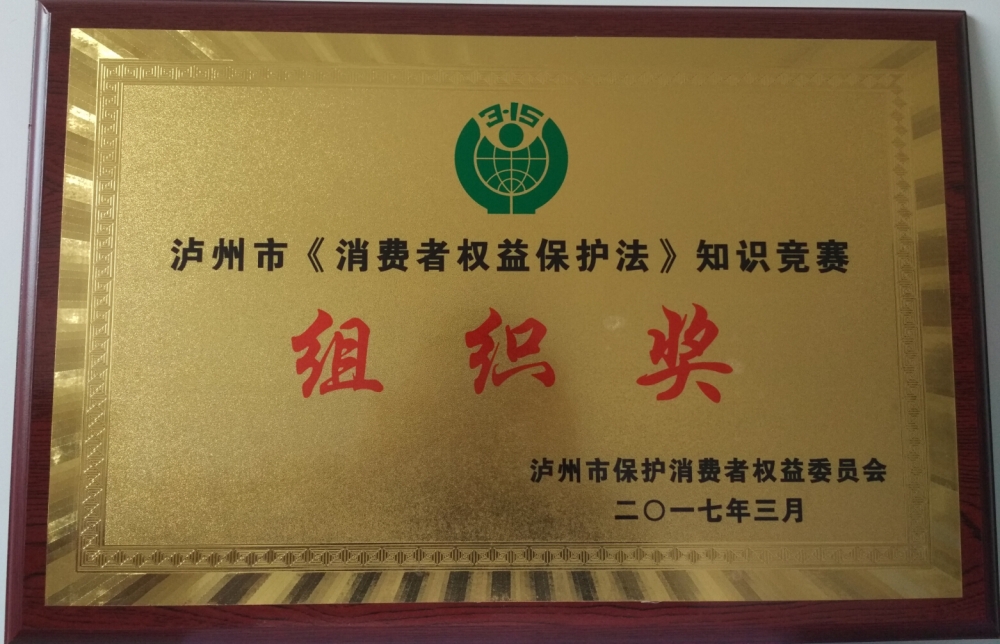 3·15
泸州市《消费者权益保护法》知识竞赛
组织奖
泸州市保护消费者权益委员会
二〇一七年三月